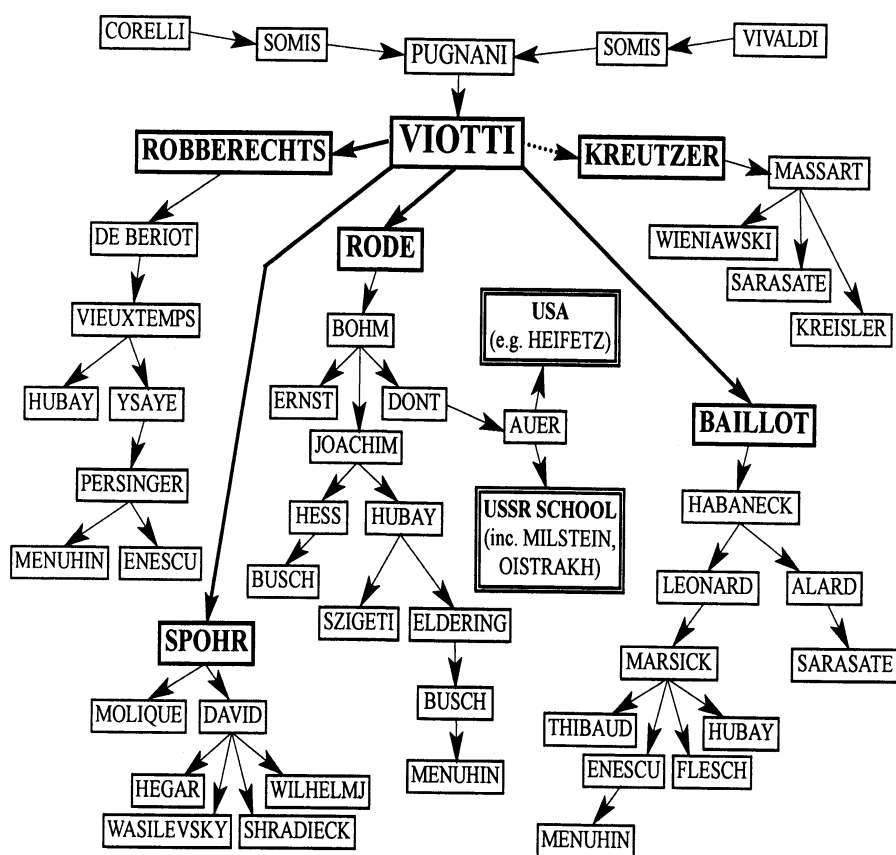 CORELLI
SOMIS
PUGNANI
SOMIS
VIVALDI
ROBBERECHTS
VIOTTI
KREUTZER
MASSART
DE BERIOT
RODE
WIENIAWSKI
SARASATE
KREISLER
VIEUXTEMPS
BOHM
USA
(e.g. HEIFETZ)
HUBAY
YSAYE
ERNST
DONT
AUER
BAILLOT
JOACHIM
PERSINGER
HESS
HUBAY
USSR SCHOOL
(inc. MILSTEIN,
OISTRAKH)
HABANECK
MENUHIN
ENESCU
BUSCH
LEONARD
ALARD
SZIGETI
ELDERING
SPOHR
MARSICK
SARASATE
MOLIQUE
DAVID
BUSCH
THIBAUD
HUBAY
HEGAR
WILHELMJ
MENUHIN
ENESCU
FLESCH
WASILEVSKY
SHRADIECK
MENUHIN